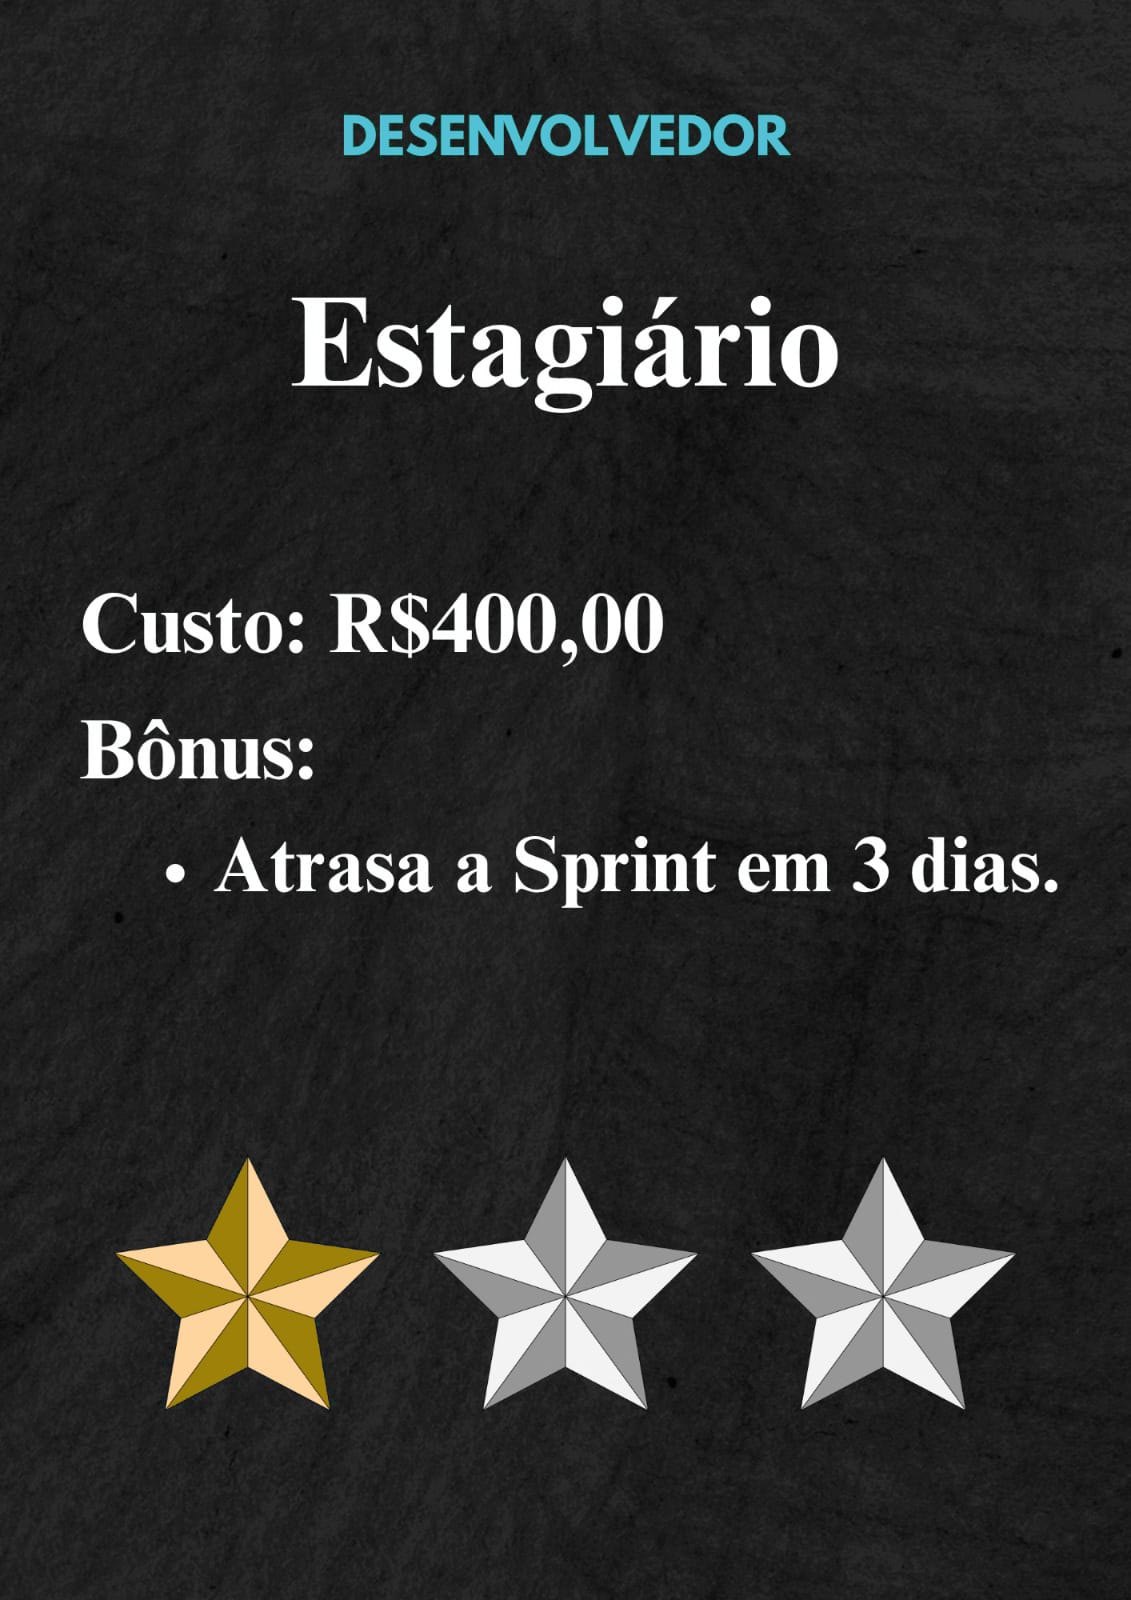 DESENVOLVEDOR
Estagiário
Custo: R$400,00
Bônus:
• Atrasa a Sprint em 3 dias.